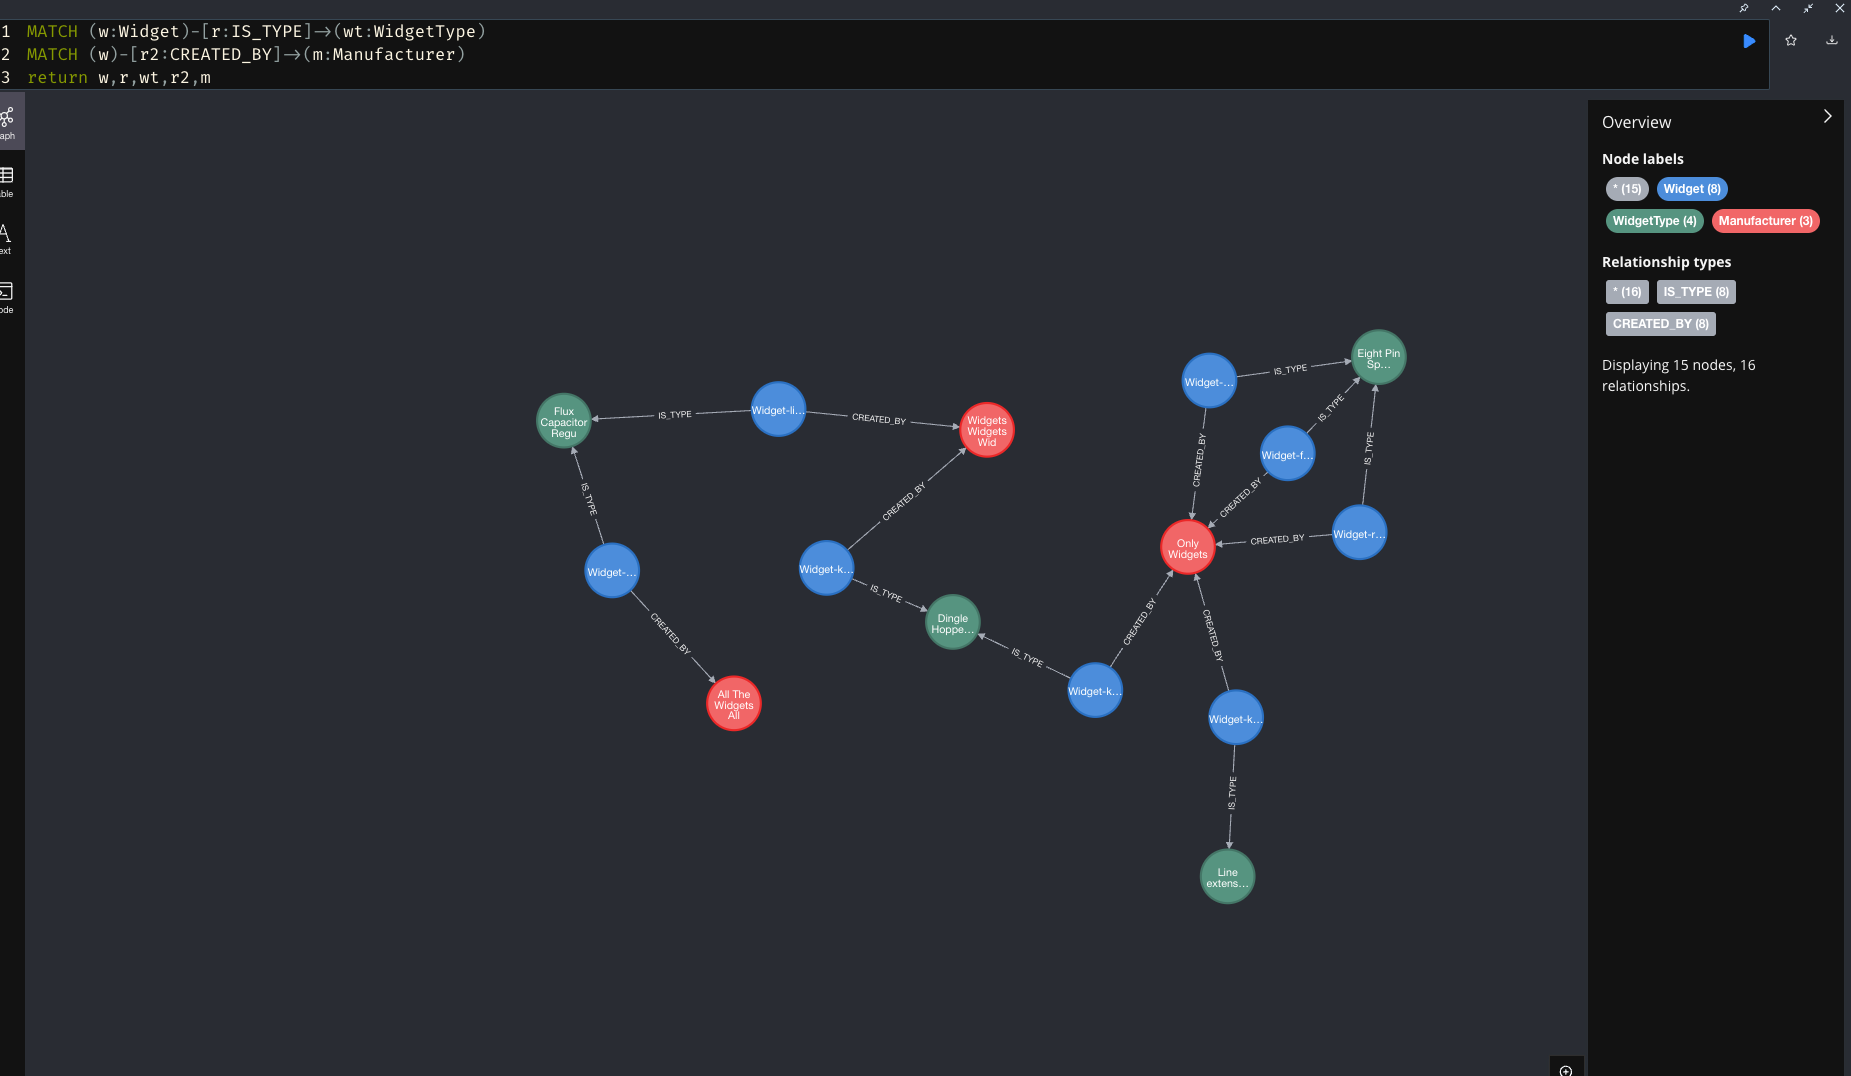 1 MATCH (w:Widget)-[r:IS_TYPE]->(wt:WidgetType)
2 MATCH (w)-[r2:CREATED_BY]->(m:Manufacturer)
3 return w,r,wt,r2,m
aph
ble
ext
ode
Overview
Node labels
* (15) Widget (8)
WidgetType (4) Manufacturer (3)
Relationship types
* (16) IS_TYPE (8)
CREATED_BY (8)
Displaying 15 nodes, 16
relationships.
Flux
Capacitor
Regu
IS_TYPE
Widget-li...
CREATED_BY
Widgets
Widgets
Wid
IS_TYPE
CREATED_BY
Widget-...
Widget-k...
IS_TYPE
CREATED_BY
Dingle
Hoppe...
IS_TYPE
All The
Widgets
All
Widget-k...
CREATED_BY
Widget-...
IS_TYPE
Eight Pin
Sp...
IS_TYPE
CREATED_BY
Widget-f...
IS_TYPE
CREATED_BY
Widget-r...
CREATED_BY
Only
Widgets
CREATED_BY
Widget-k...
IS_TYPE
Line
extens...